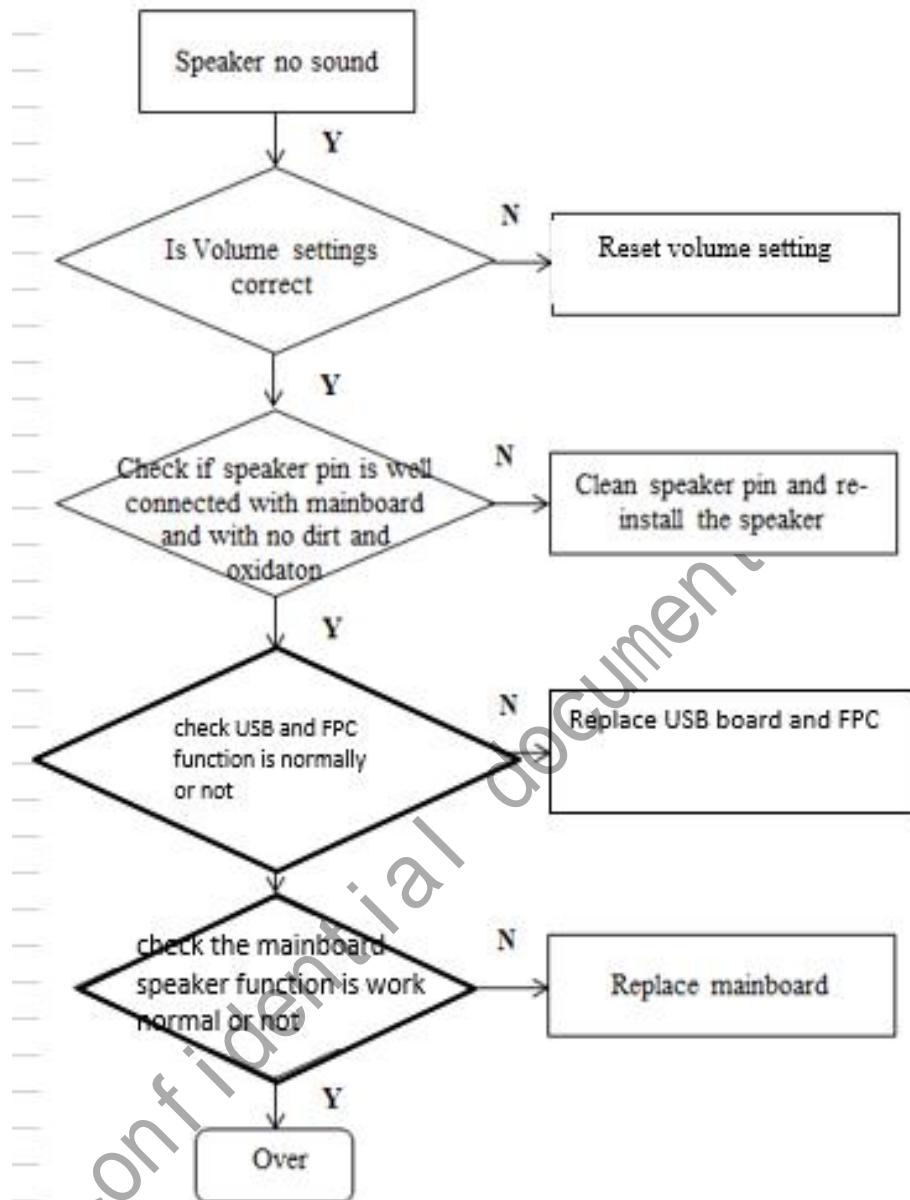 Speaker no sound
Y
Is Volume settings
correct
N
Reset volume setting
Y
Check if speaker pin is well
connected with mainboard
and with no dirt and
oxidaton
N
Clean speaker pin and re-
install the speaker
Y
check USB and FPC
function is normally
or not
N
Replace USB board and FPC
check the mainboard
speaker function is work
normal or not
N
Replace mainboard
Y
Over
confidential document